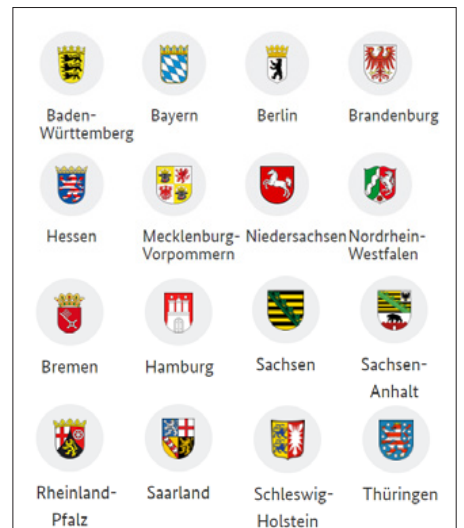 Baden- Bayern Berlin Brandenburg
Württemberg
Hessen Mecklenburg- Niedersachsen Nordrhein-
Vorpommern Westfalen
Bremen Hamburg Sachsen Sachsen-
Anhalt
Rheinland- Saarland Schleswig- Thüringen
Pfalz Holstein